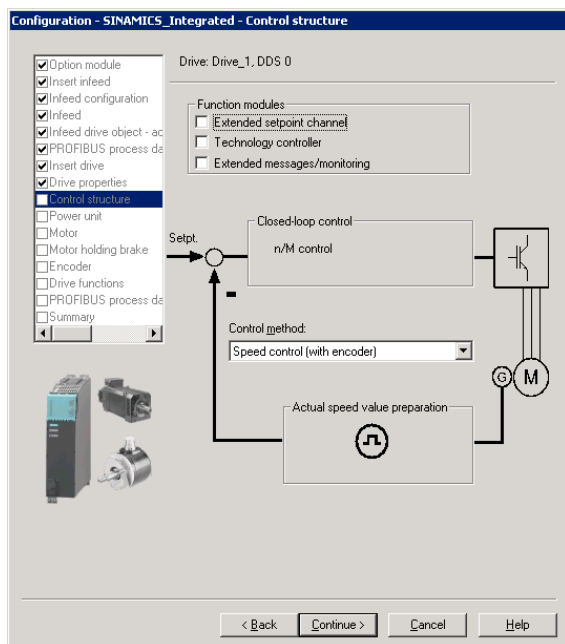 Configuration - SINAMICS_Integrated - Control structure
Option module
Insert infeed
Infeed configuration
Infeed
Infeed drive object - ac
PROFIBUS process da
Insert drive
Drive properties
Control structure
Power unit
Motor
Motor holding brake
Encoder
Drive functions
PROFIBUS process da
Summary
Drive: Drive_1, DDS 0
Function modules
Extended setpoint channel
Technology controller
Extended messages/monitoring
Closed-loop control
n/M control
Setpt.
Control method:
Speed control (with encoder)
G
M
Actual speed value preparation
< Back
Continue >
Cancel
Help